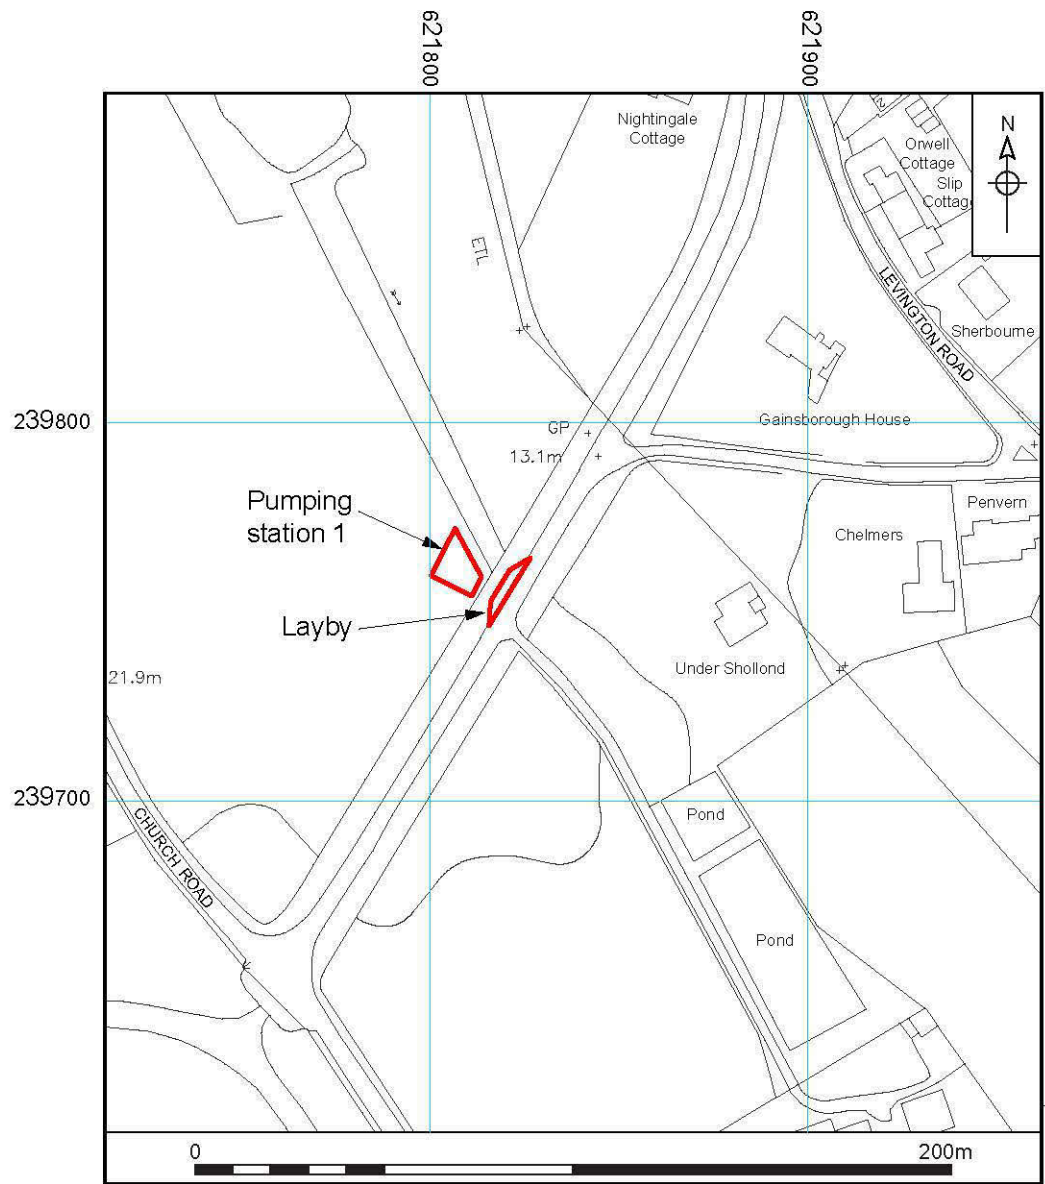 621800
621900
Nightingale
Cottage
N
Orwell
Cottage
Slip
ETL
LEVINGTON ROAD
Sherbourne
239800
GP
Gainsborough House
13.1m
Pumping
station 1
Penvern
Chelmers
Layby
Under Shollond
21.9m
239700
CHURCH ROAD
Pond
Pond
0
200m